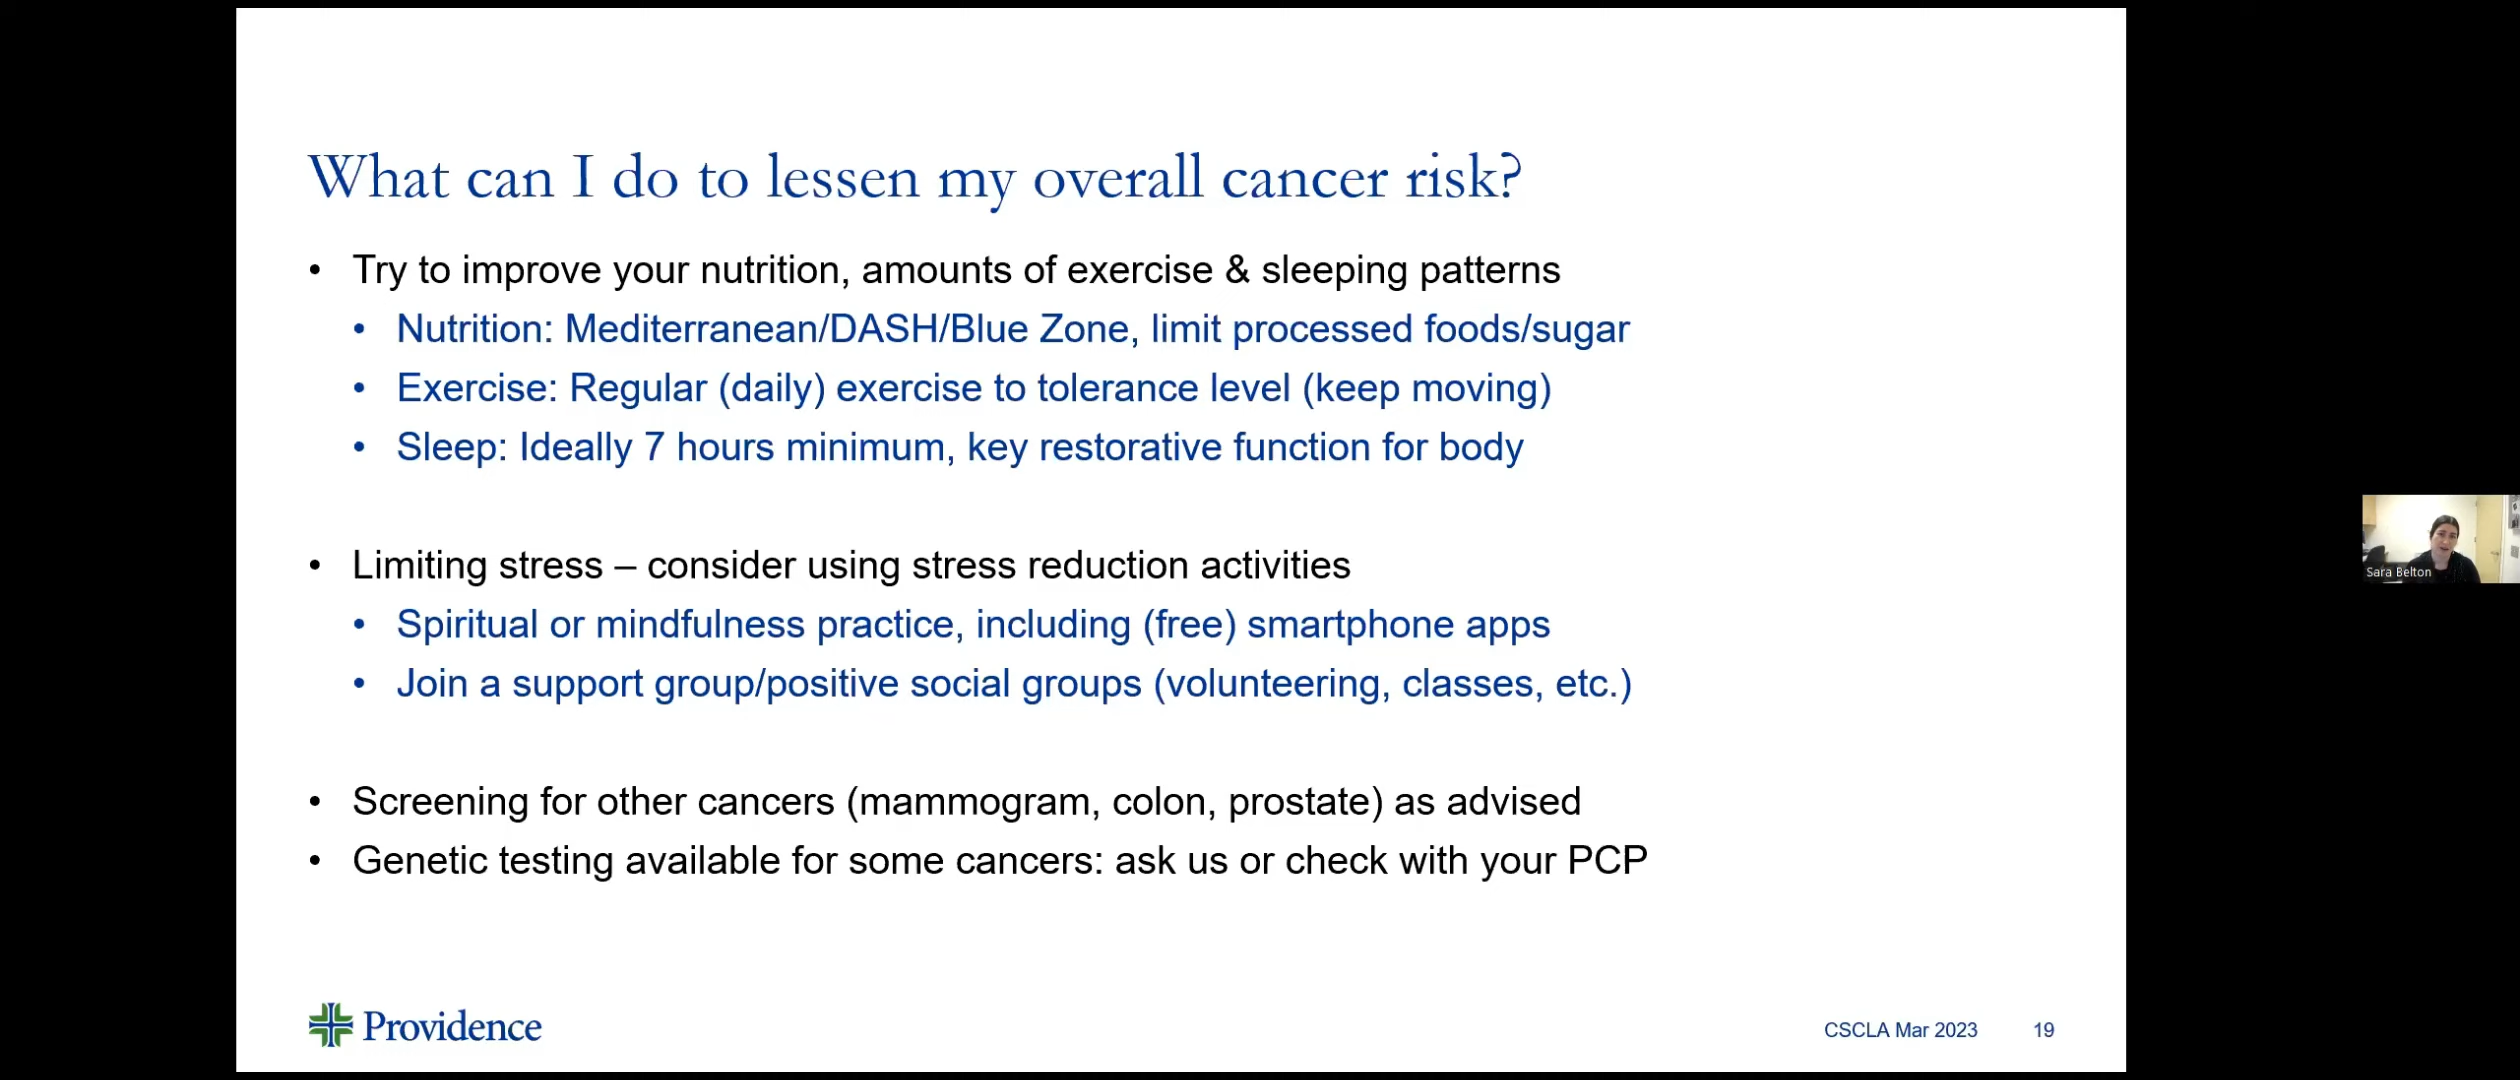 What can I do to lessen my overall cancer risk?
• Try to improve your nutrition, amounts of exercise & sleeping patterns
• Nutrition: Mediterranean/DASH/Blue Zone, limit processed foods/sugar
• Exercise: Regular (daily) exercise to tolerance level (keep moving)
• Sleep: Ideally 7 hours minimum, key restorative function for body
• Limiting stress – consider using stress reduction activities
• Spiritual or mindfulness practice, including (free) smartphone apps
• Join a support group/positive social groups (volunteering, classes, etc.)
• Screening for other cancers (mammogram, colon, prostate) as advised
• Genetic testing available for some cancers: ask us or check with your PCP
Providence
CSCLA Mar 2023 19
Sara Belton